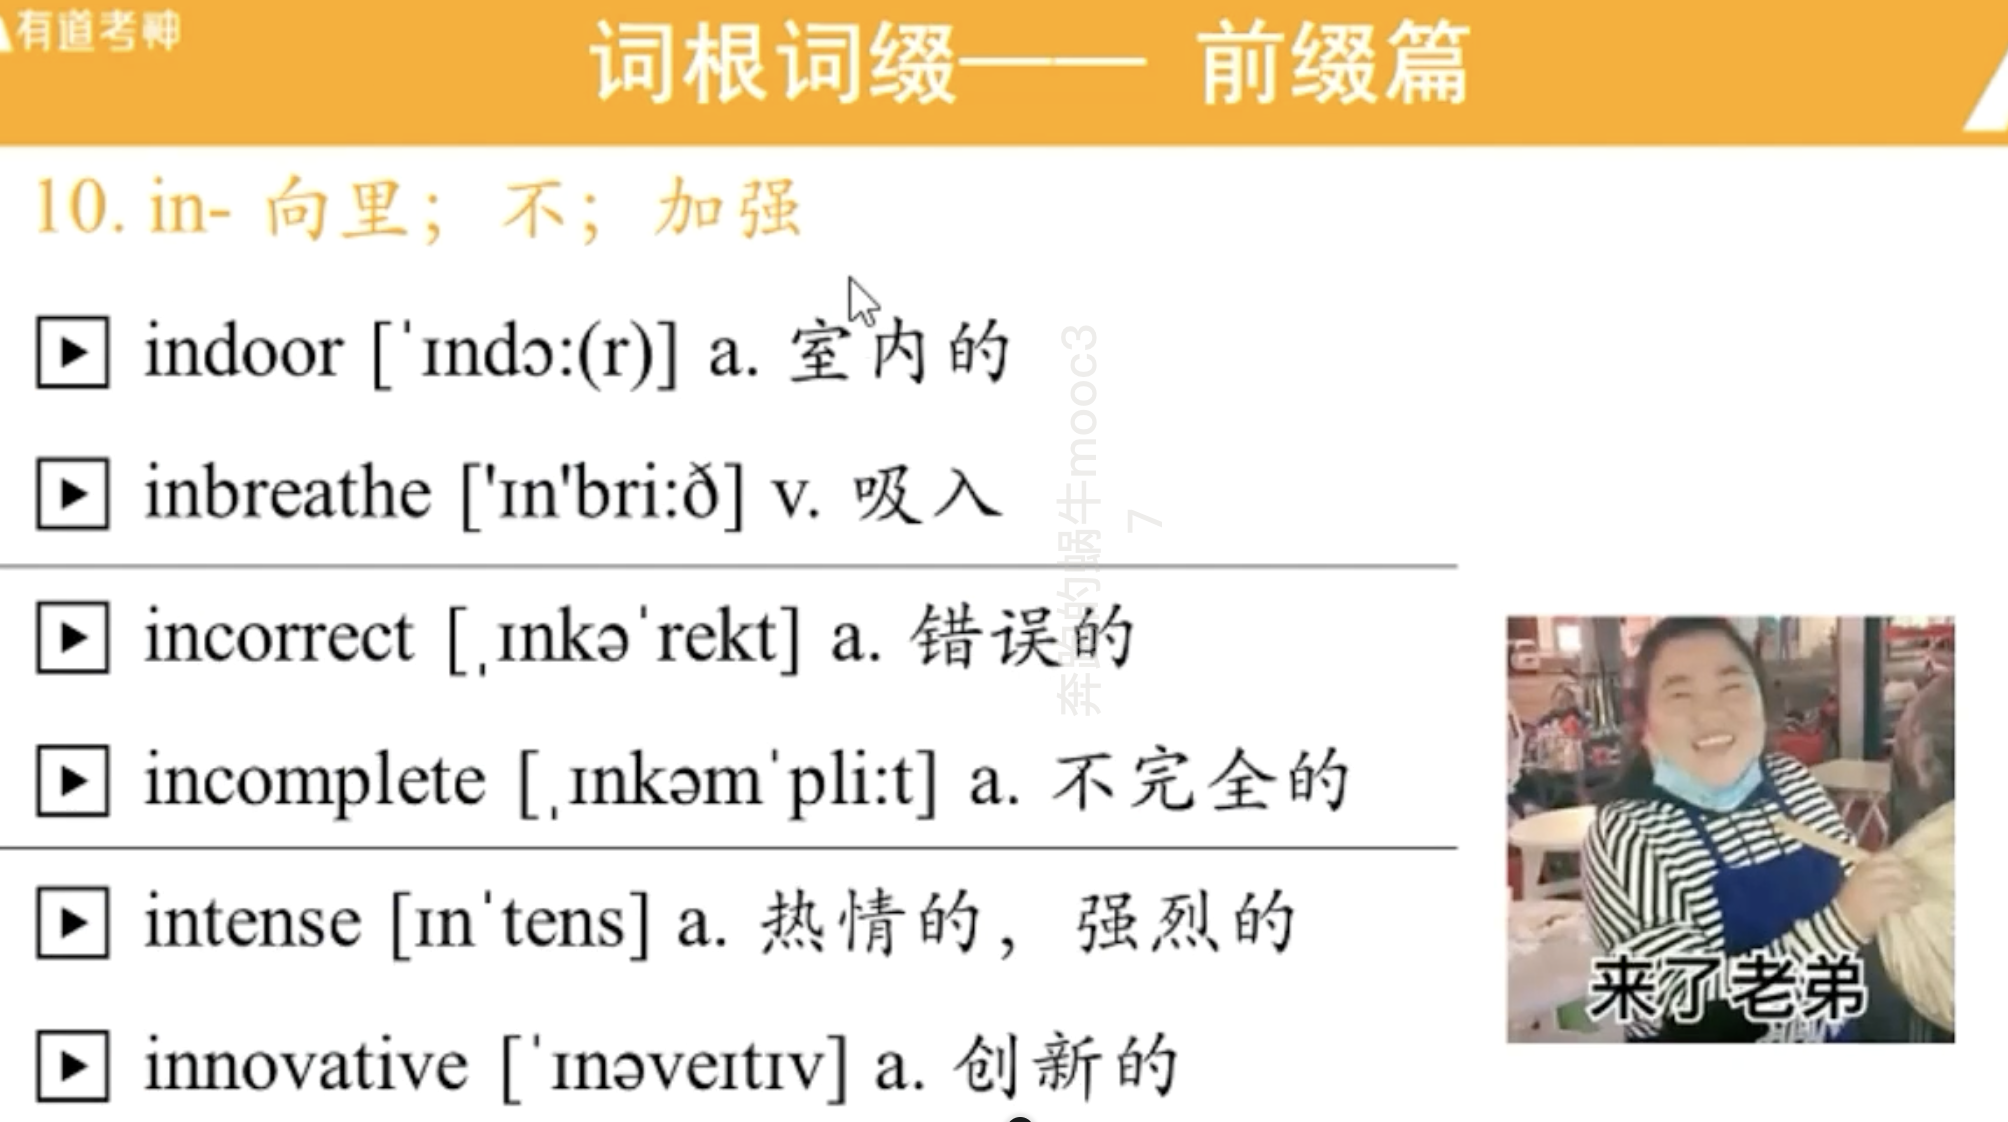 有道考神
词根词缀—— 前缀篇
10. in- 向里；不；加强
indoor [ˈɪndɔ:(r)] a. 室内的
inbreathe ['ɪn'bri:ð] v. 吸入
incorrect [ˌɪnkəˈrekt] a. 错误的
incomplete [ˌɪnkəmˈpli:t] a. 不完全的
intense [ɪnˈtens] a. 热情的，强烈的
innovative [ˈɪnəveɪtɪv] a. 创新的
来了老弟
奔跑的蜗牛mooc3
7